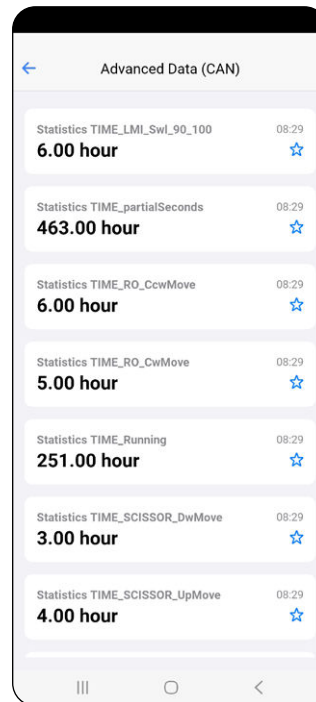 Advanced Data (CAN)
Statistics TIME_LMI_Swl_90_100 08:29
6.00 hour
Statistics TIME_partialSeconds 08:29
463.00 hour
Statistics TIME_RO_CcwMove 08:29
6.00 hour
Statistics TIME_RO_CwMove 08:29
5.00 hour
Statistics TIME_Running 08:29
251.00 hour
Statistics TIME_SCISSOR_DwMove 08:29
3.00 hour
Statistics TIME_SCISSOR_UpMove 08:29
4.00 hour